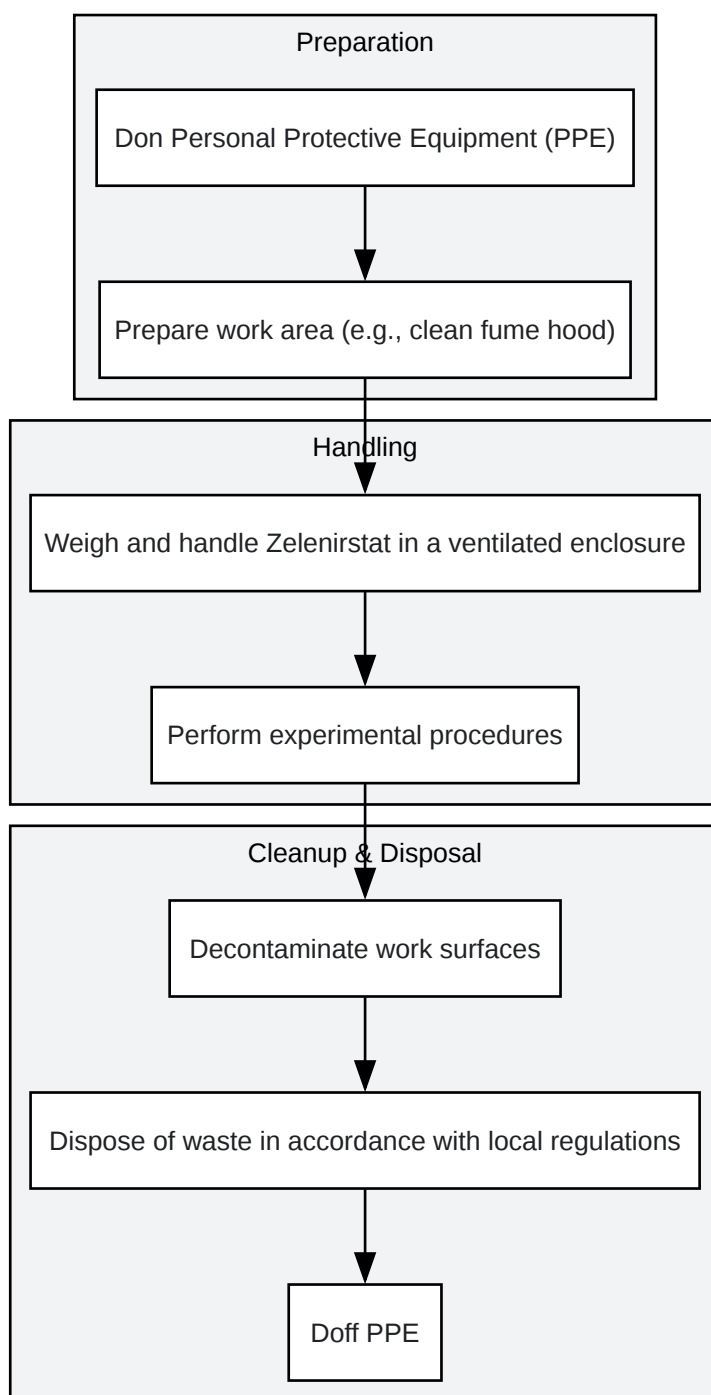 Preparation
Don Personal Protective Equipment (PPE)
Prepare work area (e.g., clean fume hood)
Handling
Weigh and handle Zelenirstat in a ventilated enclosure
Perform experimental procedures
Cleanup & Disposal
Decontaminate work surfaces
Dispose of waste in accordance with local regulations
Doff PPE